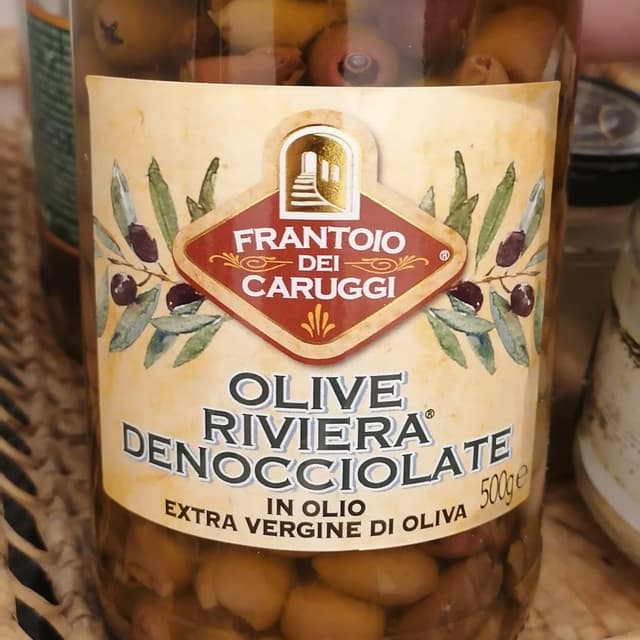 FRANTOIO
DEI
CARUGGI®
OLIVE
RIVIERA®
DENOCCIOLATE
IN OLIO
EXTRA VERGINE DI OLIVA
500g e